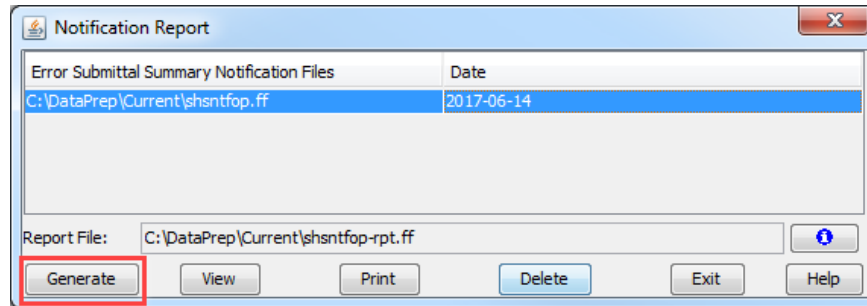 Notification Report
Error Submittal Summary Notification Files Date
C:\DataPrep\Current\shsntfop.ff 2017-06-14
Report File: C:\DataPrep\Current\shsntfop-rpt.ff
Generate View Print Delete Exit Help